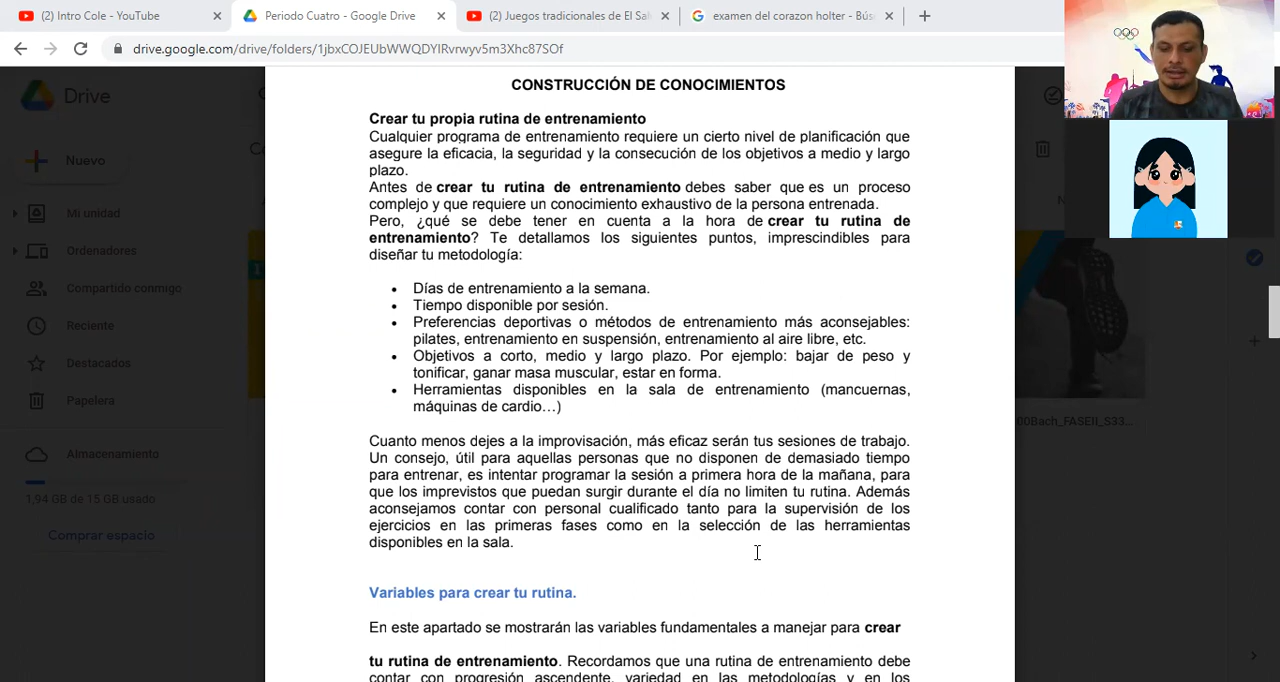 (2) Intro Cole - YouTube
Periodo Cuatro - Google Drive
(2) Juegos tradicionales de El Sal
examen del corazon holter - Bús
drive.google.com/drive/folders/1jbxCOJEUbWWQDYlRvrwyv5m3Xhc87SOf
Drive
Nuevo
Mi unidad
Ordenadores
Compartido conmigo
Reciente
Destacados
Papelera
Almacenamiento
1,94 GB de 15 GB usado
Comprar espacio
CONSTRUCCIÓN DE CONOCIMIENTOS
Crear tu propia rutina de entrenamiento
Cualquier programa de entrenamiento requiere un cierto nivel de planificación que
asegure la eficacia, la seguridad y la consecución de los objetivos a medio y largo
plazo.
Antes de crear tu rutina de entrenamiento debes saber que es un proceso
complejo y que requiere un conocimiento exhaustivo de la persona entrenada.
Pero, ¿qué se debe tener en cuenta a la hora de crear tu rutina de
entrenamiento? Te detallamos los siguientes puntos, imprescindibles para
diseñar tu metodología:
• Días de entrenamiento a la semana.
• Tiempo disponible por sesión.
• Preferencias deportivas o métodos de entrenamiento más aconsejables:
pilates, entrenamiento en suspensión, entrenamiento al aire libre, etc.
• Objetivos a corto, medio y largo plazo. Por ejemplo: bajar de peso y
tonificar, ganar masa muscular, estar en forma.
• Herramientas disponibles en la sala de entrenamiento (mancuernas,
máquinas de cardio…)
Cuanto menos dejes a la improvisación, más eficaz serán tus sesiones de trabajo.
Un consejo, útil para aquellas personas que no disponen de demasiado tiempo
para entrenar, es intentar programar la sesión a primera hora de la mañana, para
que los imprevistos que puedan surgir durante el día no limiten tu rutina. Además
aconsejamos contar con personal cualificado tanto para la supervisión de los
ejercicios en las primeras fases como en la selección de las herramientas
disponibles en la sala.
Variables para crear tu rutina.
En este apartado se mostrarán las variables fundamentales a manejar para crear
tu rutina de entrenamiento. Recordamos que una rutina de entrenamiento debe
contar con progresión ascendente, variedad en las metodologías y en los
00Bach_FASEII_S33...